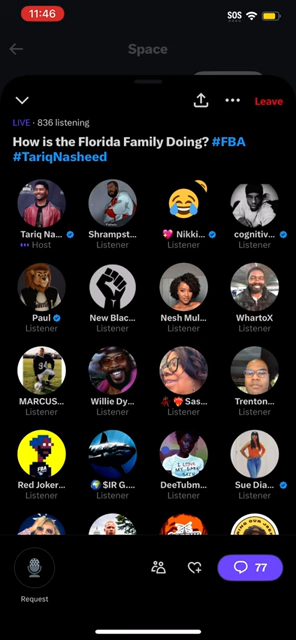 11:46
SOS
Space
Leave
LIVE · 836 listening
How is the Florida Family Doing? #FBA
#TariqNasheed
Tariq Na... Shrampst... 💖 Nikki... cognitiv...
Host Listener Listener Listener
Paul New Blac... Nesh Mul... WhartoX
Listener Listener Listener Listener
MARCUS... Willie Dy... Sas... Trenton...
Listener Listener Listener Listener
Red Joker... 🌍 $IR G.... DeeTubm... Sue Dia...
Listener Listener Listener Listener
77
Request